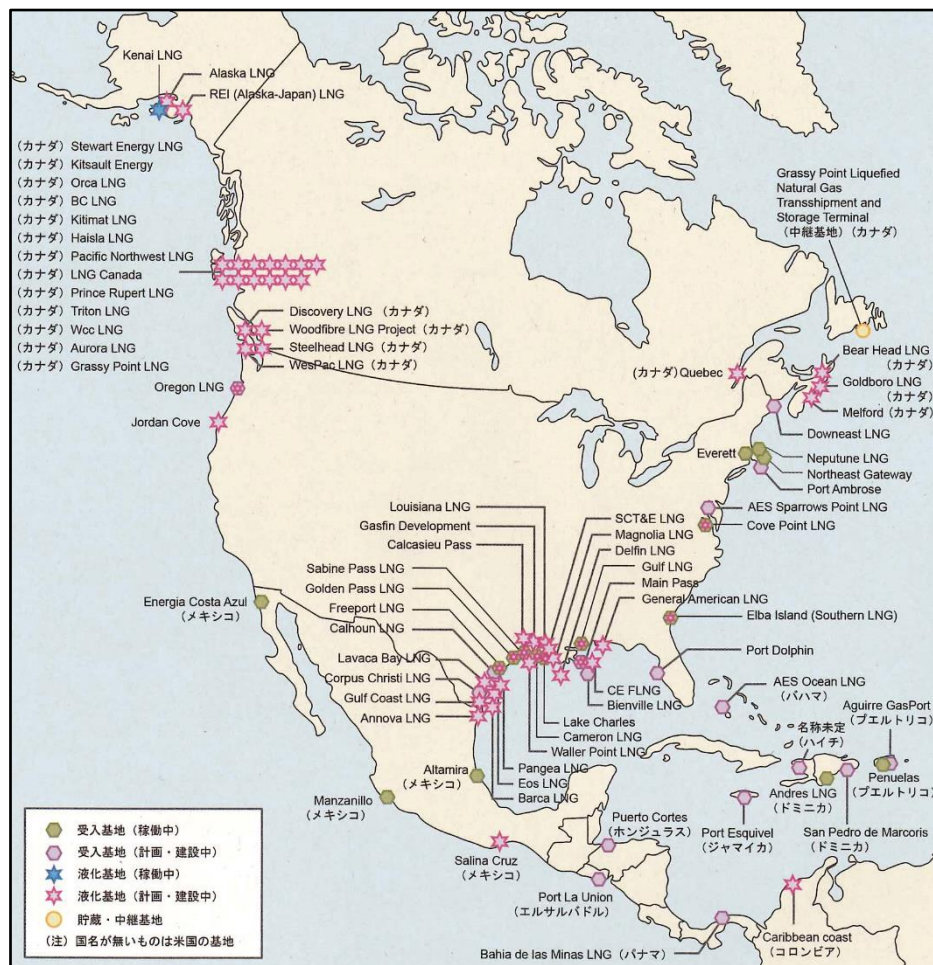 Kenai LNG
Alaska LNG
REI (Alaska-Japan) LNG
(カナダ) Stewart Energy LNG
(カナダ) Kitsault Energy
(カナダ) Orca LNG
(カナダ) BC LNG
(カナダ) Kitimat LNG
(カナダ) Haisla LNG
(カナダ) Pacific Northwest LNG
(カナダ) LNG Canada
(カナダ) Prince Rupert LNG
(カナダ) Triton LNG
(カナダ) Wcc LNG
(カナダ) Aurora LNG
(カナダ) Grassy Point LNG
Discovery LNG (カナダ)
Woodfibre LNG Project (カナダ)
Steelhead LNG (カナダ)
WesPac LNG (カナダ)
Oregon LNG
Jordan Cove
Grassy Point Liquefied
Natural Gas
Transshipment and
Storage Terminal
(中継基地)(カナダ)
(カナダ) Quebec
Bear Head LNG
(カナダ)
Goldboro LNG
(カナダ)
Melford (カナダ)
Downeast LNG
Everett
Neputune LNG
Northeast Gateway
Port Ambrose
AES Sparrows Point LNG
Cove Point LNG
Louisiana LNG
Gasfin Development
Calcasieu Pass
SCT&E LNG
Magnolia LNG
Delfin LNG
Gulf LNG
Main Pass
General American LNG
Sabine Pass LNG
Golden Pass LNG
Freeport LNG
Calhoun LNG
Lavaca Bay LNG
Corpus Christi LNG
Gulf Coast LNG
Annova LNG
Energia Costa Azul
(メキシコ)
Elba Island (Southern LNG)
Port Dolphin
CE FLNG
Bienville LNG
Lake Charles
Cameron LNG
Waller Point LNG
Pangea LNG
Eos LNG
Barca LNG
AES Ocean LNG
(バハマ)
Aguirre GasPort
(プエルトリコ)
名称未定
(ハイチ)
Penuelas
(プエルトリコ)
Andres LNG
(ドミニカ)
San Pedro de Marcoris
(ドミニカ)
Port Esquivel
(ジャマイカ)
Altamira
(メキシコ)
Manzanillo
(メキシコ)
Salina Cruz
(メキシコ)
Puerto Cortes
(ホンジュラス)
Port La Union
(エルサルバドル)
Bahia de las Minas LNG (パナマ)
Caribbean coast
(コロンビア)
受入基地(稼働中)
受入基地(計画・建設中)
液化基地(稼働中)
液化基地(計画・建設中)
貯蔵・中継基地
(注) 国名が無いものは米国の基地